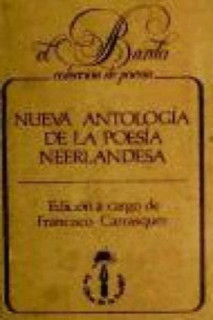 el Bardo
colección de poesía
NUEVA ANTOLOGÍA
DE LA POESÍA
NEERLANDESA
Edición a cargo de
Francisco Carrasquer